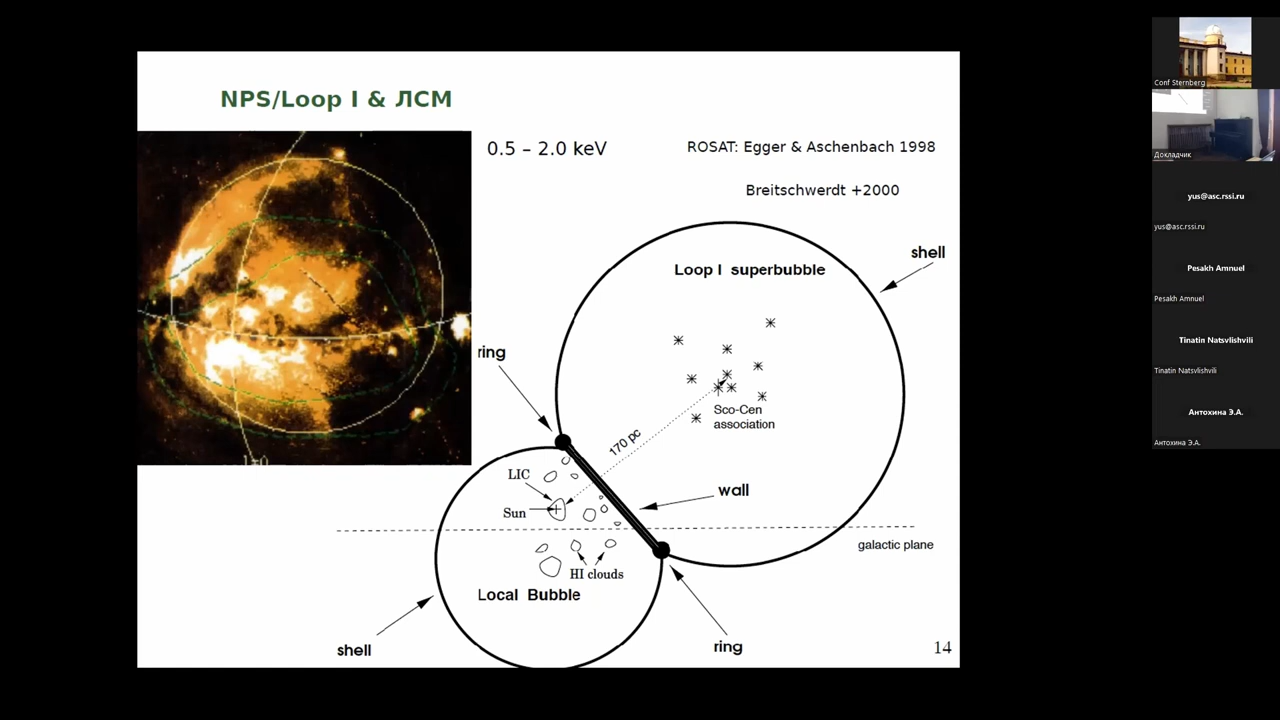 NPS/Loop I & ЛСМ
0.5 – 2.0 keV
ROSAT: Egger & Aschenbach 1998
Breitschwerdt +2000
shell
Loop I superbubble
ring
Sco-Cen
association
170 pc
LIC
wall
Sun
galactic plane
HI clouds
Local Bubble
shell
ring
14
l=0
Conf Sternberg
Докладчик
yus@asc.rssi.ru
yus@asc.rssi.ru
Pesakh Amnuel
Pesakh Amnuel
Tinatin Natsvlishvili
Tinatin Natsvlishvili
Антохина Э.А.
Антохина Э.А.